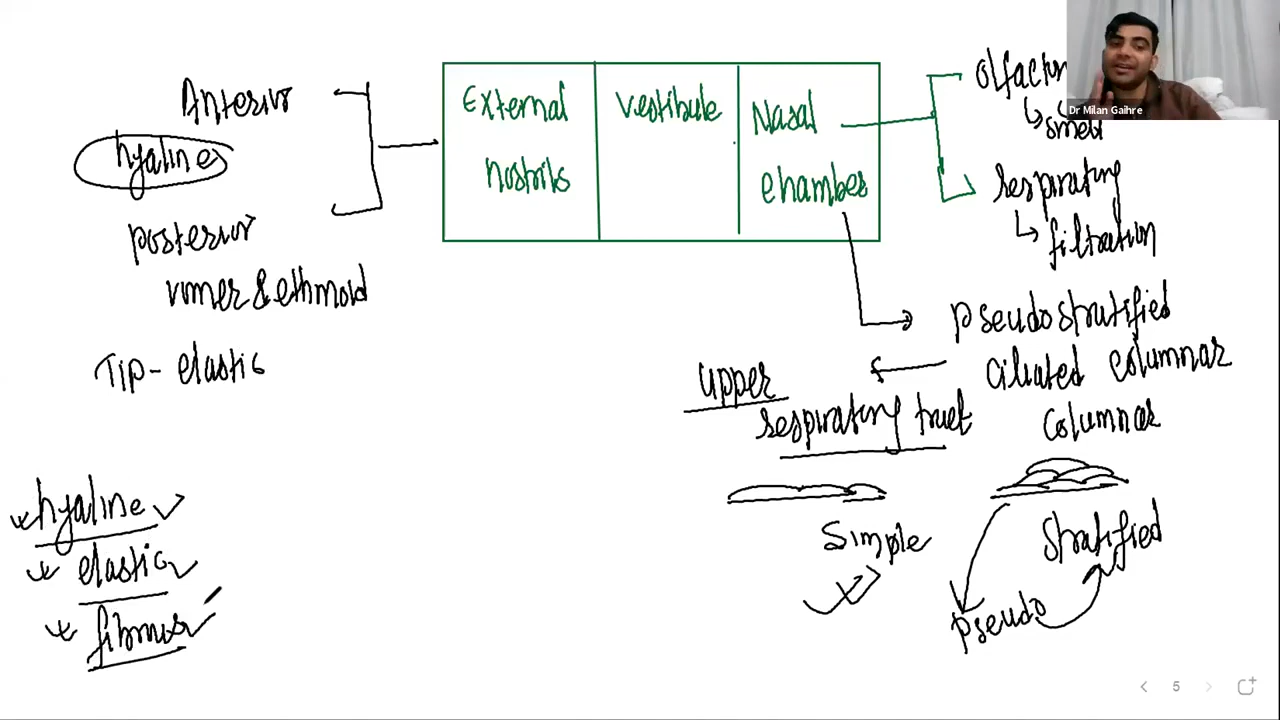 Anterior
hyaline
posterior
vomer & ethmoid
Tip - elastic
hyaline
elastic
fibrous
External
nostrils
Vestibule
Nasal
chamber
Olfactory
smell
respiratory
filtration
pseudostratified
ciliated columnar
columnar
upper
respiratory tract
simple
stratified
pseudo
Dr Milan Gaihre
5